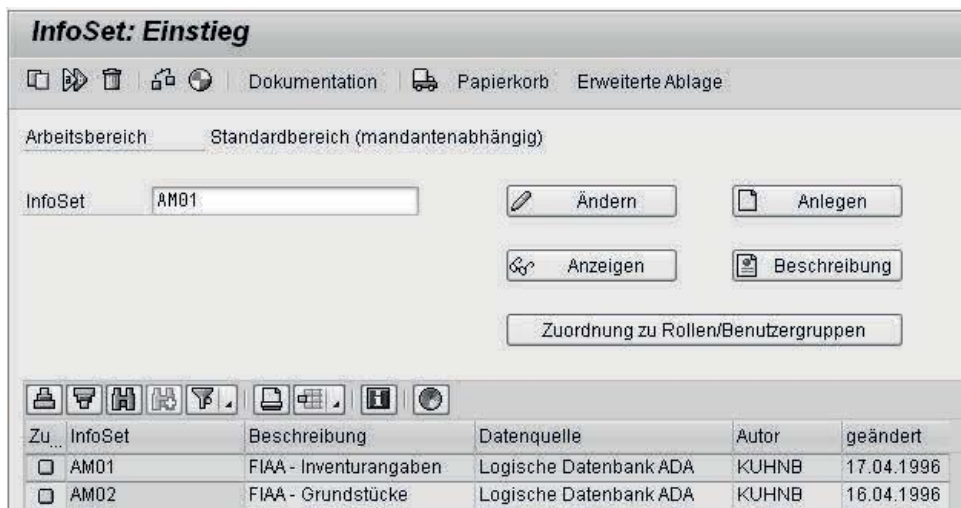 InfoSet: Einstieg
Dokumentation Papierkorb Erweiterte Ablage
Arbeitsbereich Standardbereich (mandantenabhängig)
InfoSet AM01 Ändern Anlegen
Anzeigen Beschreibung
Zuordnung zu Rollen/Benutzergruppen
Zu... InfoSet Beschreibung Datenquelle Autor geändert
AM01 FIAA - Inventurangaben Logische Datenbank ADA KUHNB 17.04.1996
AM02 FIAA - Grundstücke Logische Datenbank ADA KUHNB 16.04.1996